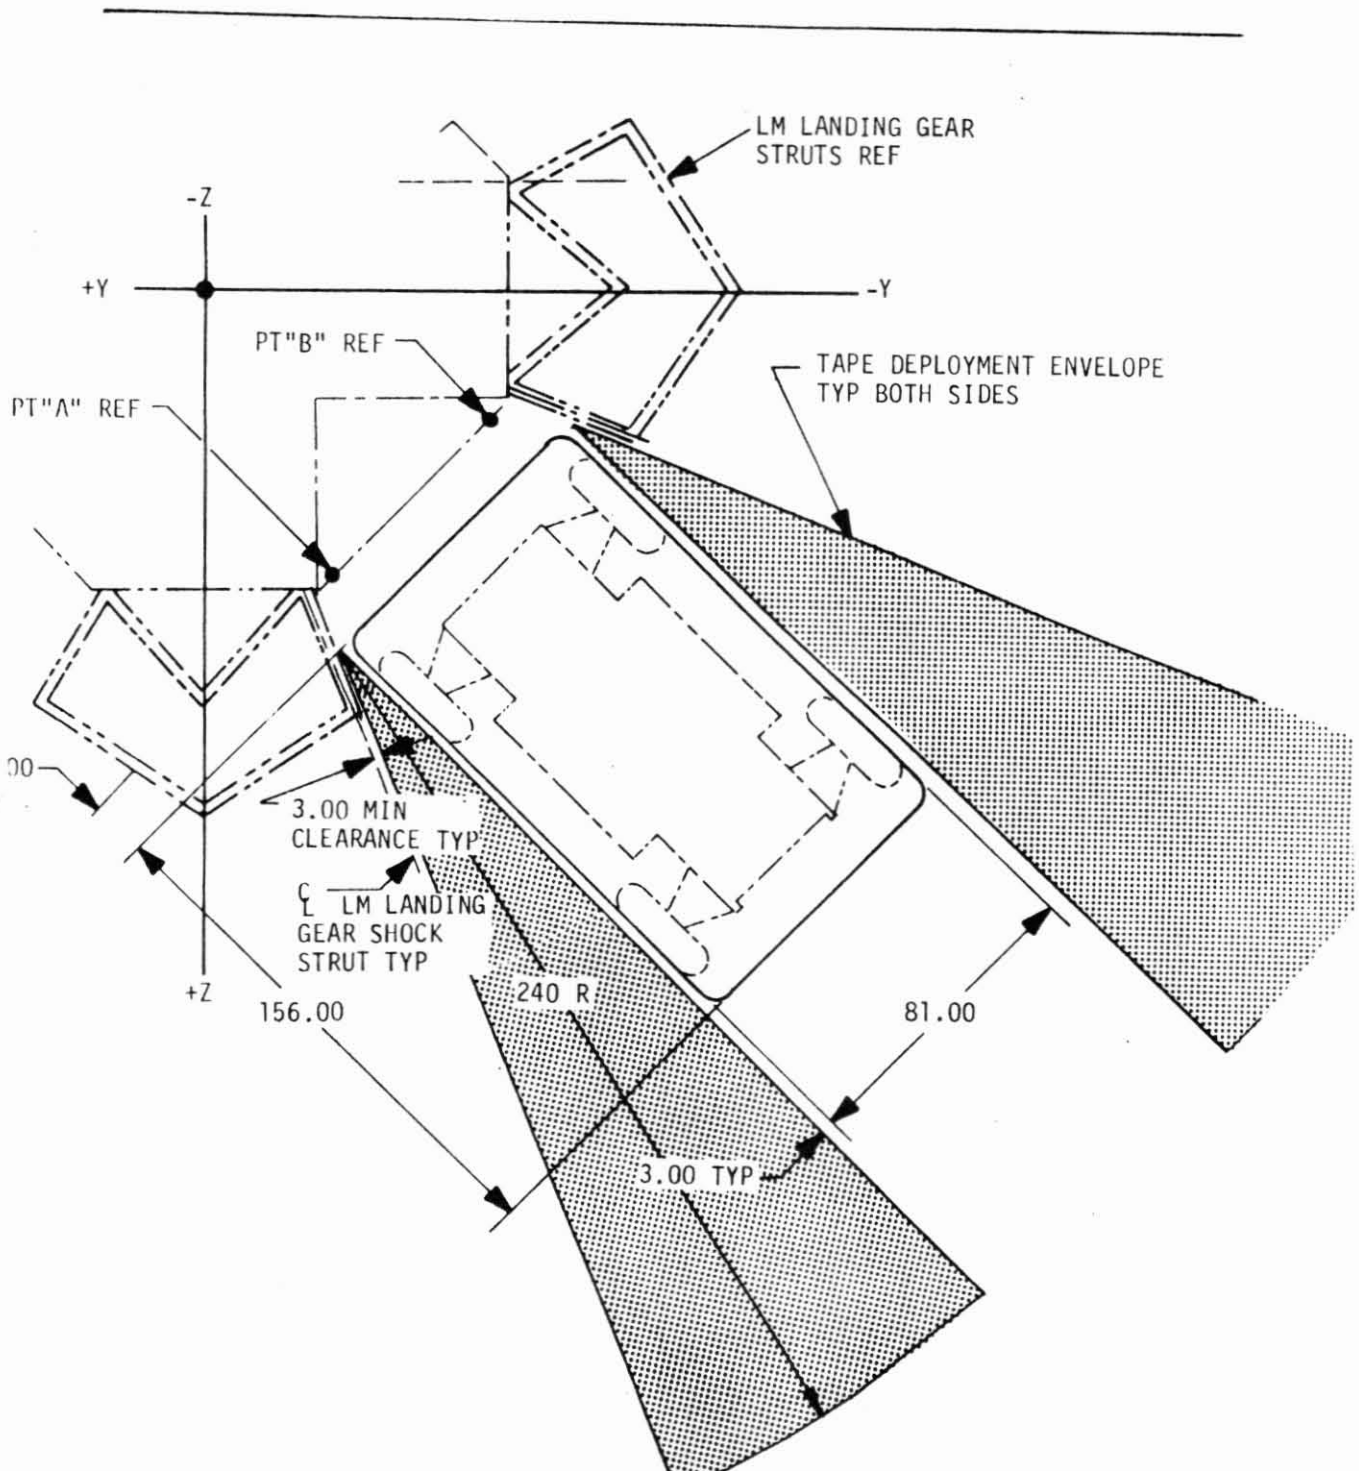 LM LANDING GEAR
STRUTS REF
-Z
+Y
-Y
PT"B" REF
TAPE DEPLOYMENT ENVELOPE
TYP BOTH SIDES
PT"A" REF
00
3.00 MIN
CLEARANCE TYP
℄ LM LANDING
GEAR SHOCK
STRUT TYP
+Z
240 R
156.00
81.00
3.00 TYP